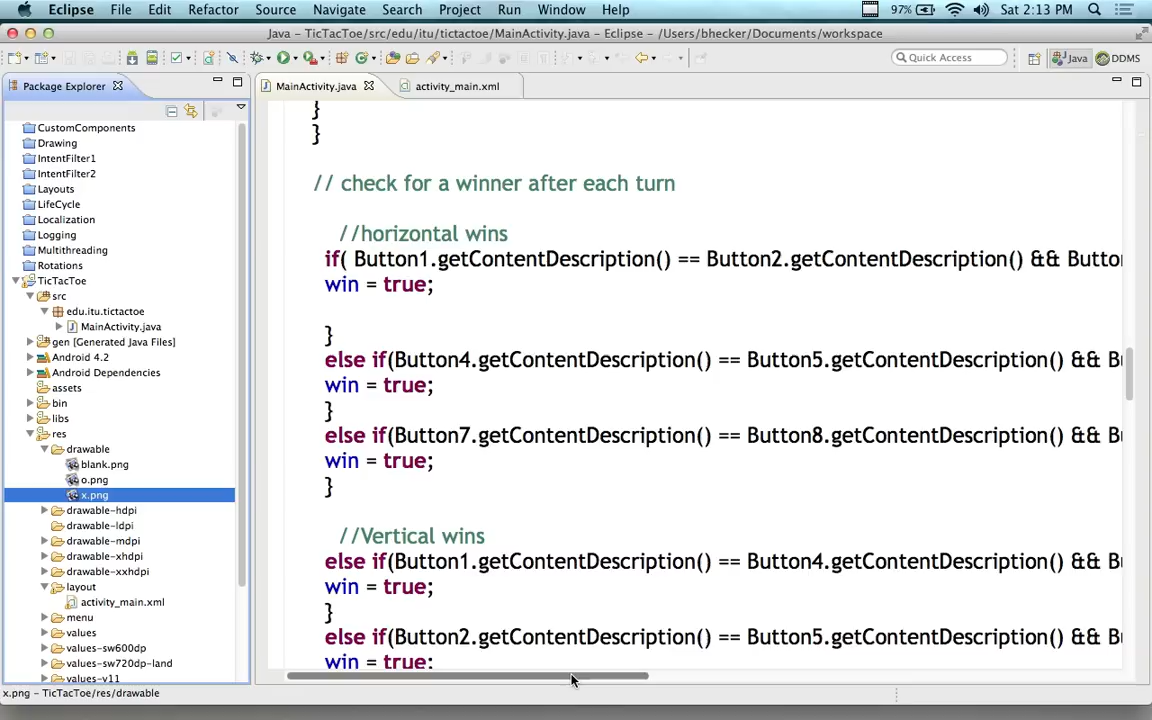 Eclipse File Edit Refactor Source Navigate Search Project Run Window Help 97% Sat 2:13 PM
Java – TicTacToe/src/edu/itu/tictactoe/MainActivity.java – Eclipse – /Users/bhecker/Documents/workspace
Quick Access Java DDMS
Package Explorer
MainActivity.java activity_main.xml
CustomComponents
Drawing
IntentFilter1
IntentFilter2
Layouts
LifeCycle
Localization
Logging
Multithreading
Rotations
TicTacToe
src
edu.itu.tictactoe
MainActivity.java
gen [Generated Java Files]
Android 4.2
Android Dependencies
assets
bin
libs
res
drawable
blank.png
o.png
x.png
drawable-hdpi
drawable-ldpi
drawable-mdpi
drawable-xhdpi
drawable-xxhdpi
layout
activity_main.xml
menu
values
values-sw600dp
values-sw720dp-land
values-v11
}
}
// check for a winner after each turn
//horizontal wins
if( Button1.getContentDescription() == Button2.getContentDescription() && Butto
win = true;
}
else if(Button4.getContentDescription() == Button5.getContentDescription() && Bu
win = true;
}
else if(Button7.getContentDescription() == Button8.getContentDescription() && Bu
win = true;
}
//Vertical wins
else if(Button1.getContentDescription() == Button4.getContentDescription() && Bu
win = true;
}
else if(Button2.getContentDescription() == Button5.getContentDescription() && Bu
win = true;
x.png – TicTacToe/res/drawable